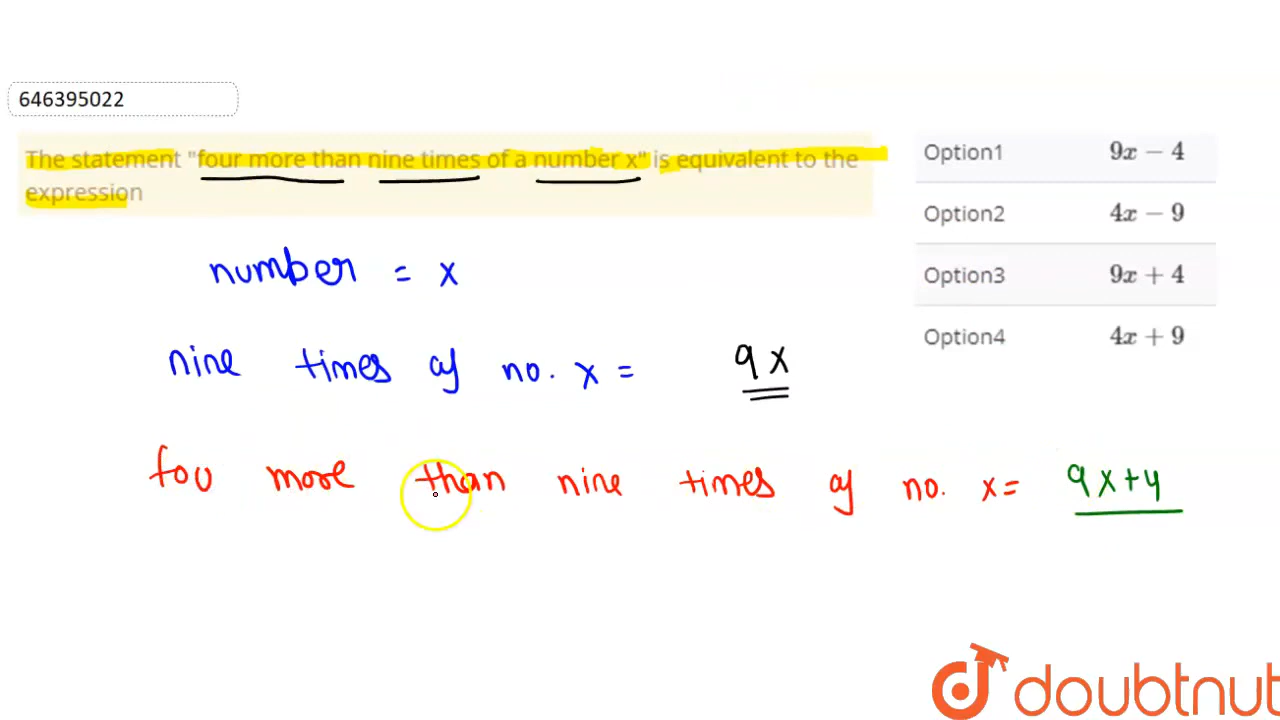 646395022
The statement "four more than nine times of a number x" is equivalent to the
expression
Option1 9x − 4
Option2 4x − 9
Option3 9x + 4
Option4 4x + 9
number = x
nine times of no. x = 9x
fou more than nine times of no. x = 9x+4
doubtnut